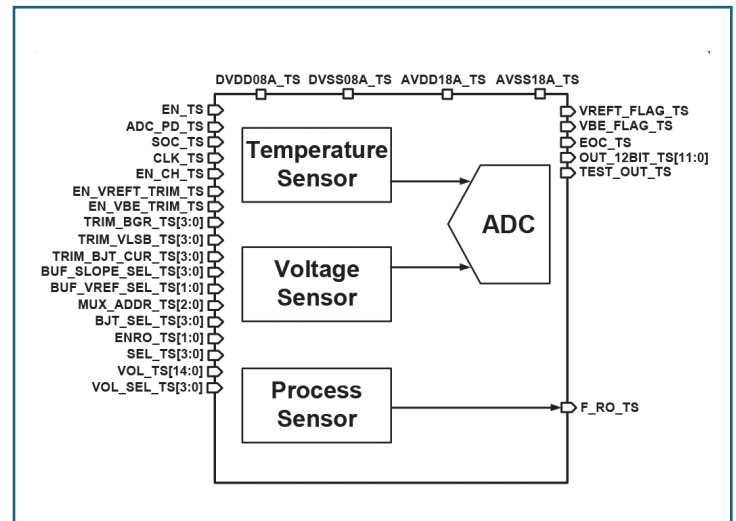 DVDD08A_TS DVSS08A_TS AVDD18A_TS AVSS18A_TS
EN_TS
ADC_PD_TS
SOC_TS
CLK_TS
EN_CH_TS
EN_VREFT_TRIM_TS
EN_VBE_TRIM_TS
TRIM_BGR_TS[3:0]
TRIM_VLSB_TS[3:0]
TRIM_BJT_CUR_TS[3:0]
BUF_SLOPE_SEL_TS[3:0]
BUF_VREF_SEL_TS[1:0]
MUX_ADDR_TS[2:0]
BJT_SEL_TS[3:0]
ENRO_TS[1:0]
SEL_TS[3:0]
VOL_TS[14:0]
VOL_SEL_TS[3:0]
Temperature
Sensor
Voltage
Sensor
Process
Sensor
ADC
VREFT_FLAG_TS
VBE_FLAG_TS
EOC_TS
OUT_12BIT_TS[11:0]
TEST_OUT_TS
F_RO_TS